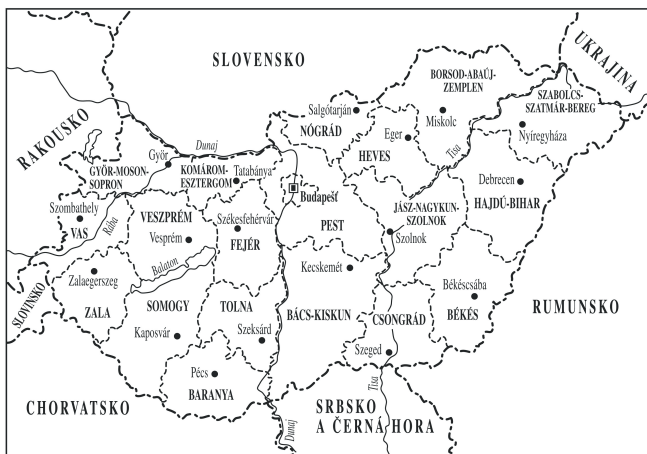 SLOVENSKO
UKRAJINA
BORSOD-ABAÚJ-
ZEMPLEN
SZABOLCS-
SZATMÁR-BEREG
Salgótarján
NÓGRÁD
Miskolc
Nyíregyháza
RAKOUSKO
Dunaj
Eger
HEVES
Tisa
Győr
GYÖR-MOSON-
SOPRON
KOMÁROM-
ESZTERGOM
Tatabánya
Budapešť
Debrecen
HAJDÚ-BIHAR
Szombathely
VAS
Rába
VESZPRÉM
Vesprém
Székesfehérvár
FEJÉR
PEST
JÁSZ-NAGYKUN-
SZOLNOK
Szolnok
Balaton
Kecskemét
Zalaegerszeg
ZALA
SLOVINSKO
SOMOGY
Kaposvár
TOLNA
Szeksárd
BÁCS-KISKUN
CSONGRÁD
Szeged
Békéscsába
BÉKÉS
RUMUNSKO
Pécs
BARANYA
CHORVATSKO
Dunaj
Tisa
SRBSKO
A ČERNÁ HORA